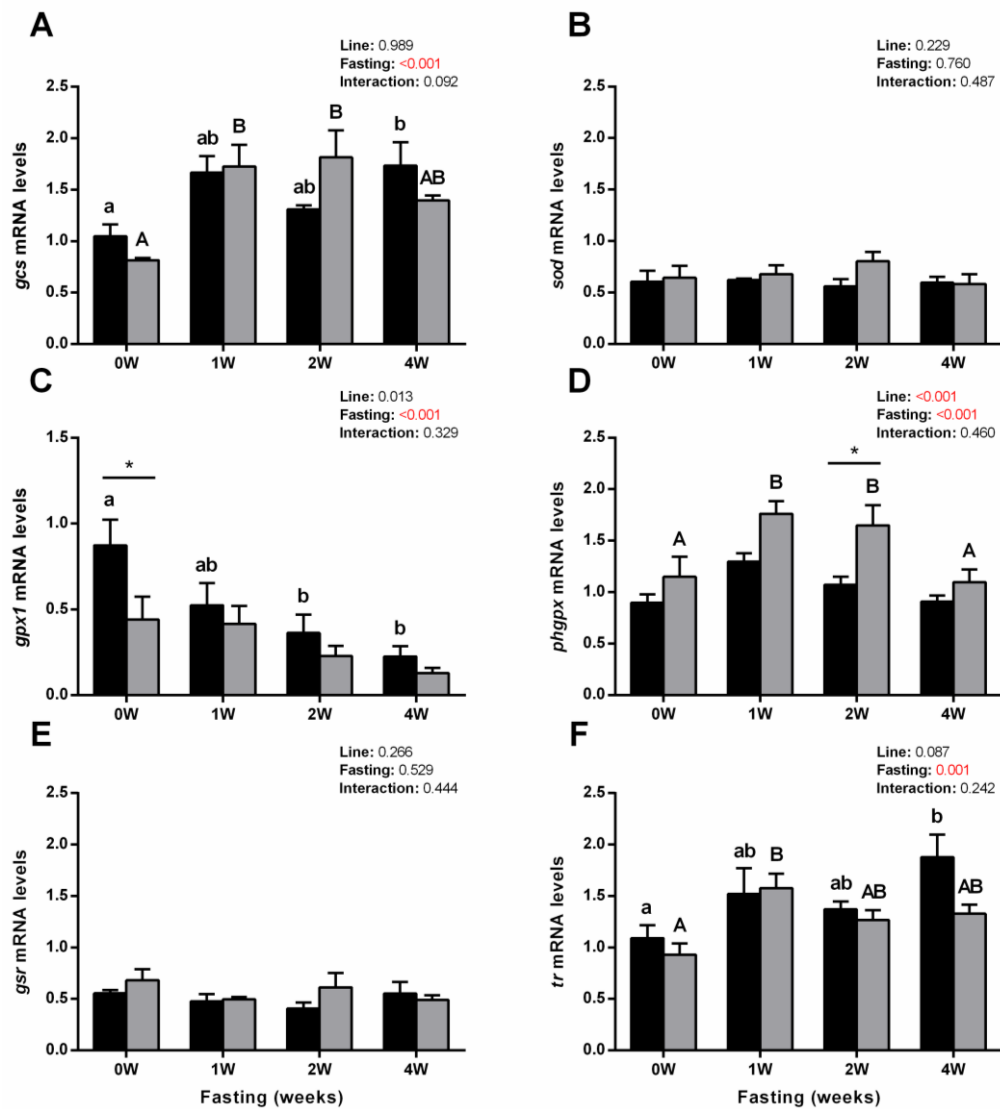 A
Line: 0.989
Fasting: <0.001
Interaction: 0.092
gcs mRNA levels
2.5
2.0
1.5
1.0
0.5
0.0
a
A
ab
B
ab
B
b
AB
0W
1W
2W
4W
B
Line: 0.229
Fasting: 0.760
Interaction: 0.487
sod mRNA levels
2.5
2.0
1.5
1.0
0.5
0.0
0W
1W
2W
4W
C
Line: 0.013
Fasting: <0.001
Interaction: 0.329
gpx1 mRNA levels
1.5
1.0
0.5
0.0
*
a
ab
b
b
0W
1W
2W
4W
D
Line: <0.001
Fasting: <0.001
Interaction: 0.460
phgpx mRNA levels
2.5
2.0
1.5
1.0
0.5
0.0
A
B
*
B
A
0W
1W
2W
4W
E
Line: 0.266
Fasting: 0.529
Interaction: 0.444
gsr mRNA levels
2.5
2.0
1.5
1.0
0.5
0.0
0W
1W
2W
4W
Fasting (weeks)
F
Line: 0.087
Fasting: 0.001
Interaction: 0.242
tr mRNA levels
2.5
2.0
1.5
1.0
0.5
0.0
a
A
ab
B
ab
AB
b
AB
0W
1W
2W
4W
Fasting (weeks)